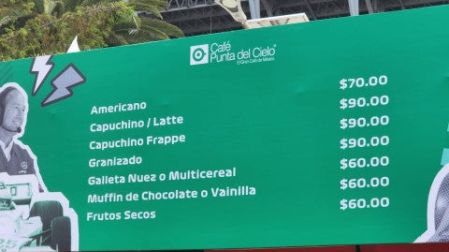 Café
Punta del Cielo
El Gran Café de México
Americano $70.00
Capuchino / Latte $90.00
Capuchino Frappe $90.00
Granizado $90.00
Galleta Nuez o Multicereal $60.00
Muffin de Chocolate o Vainilla $60.00
Frutos Secos $60.00